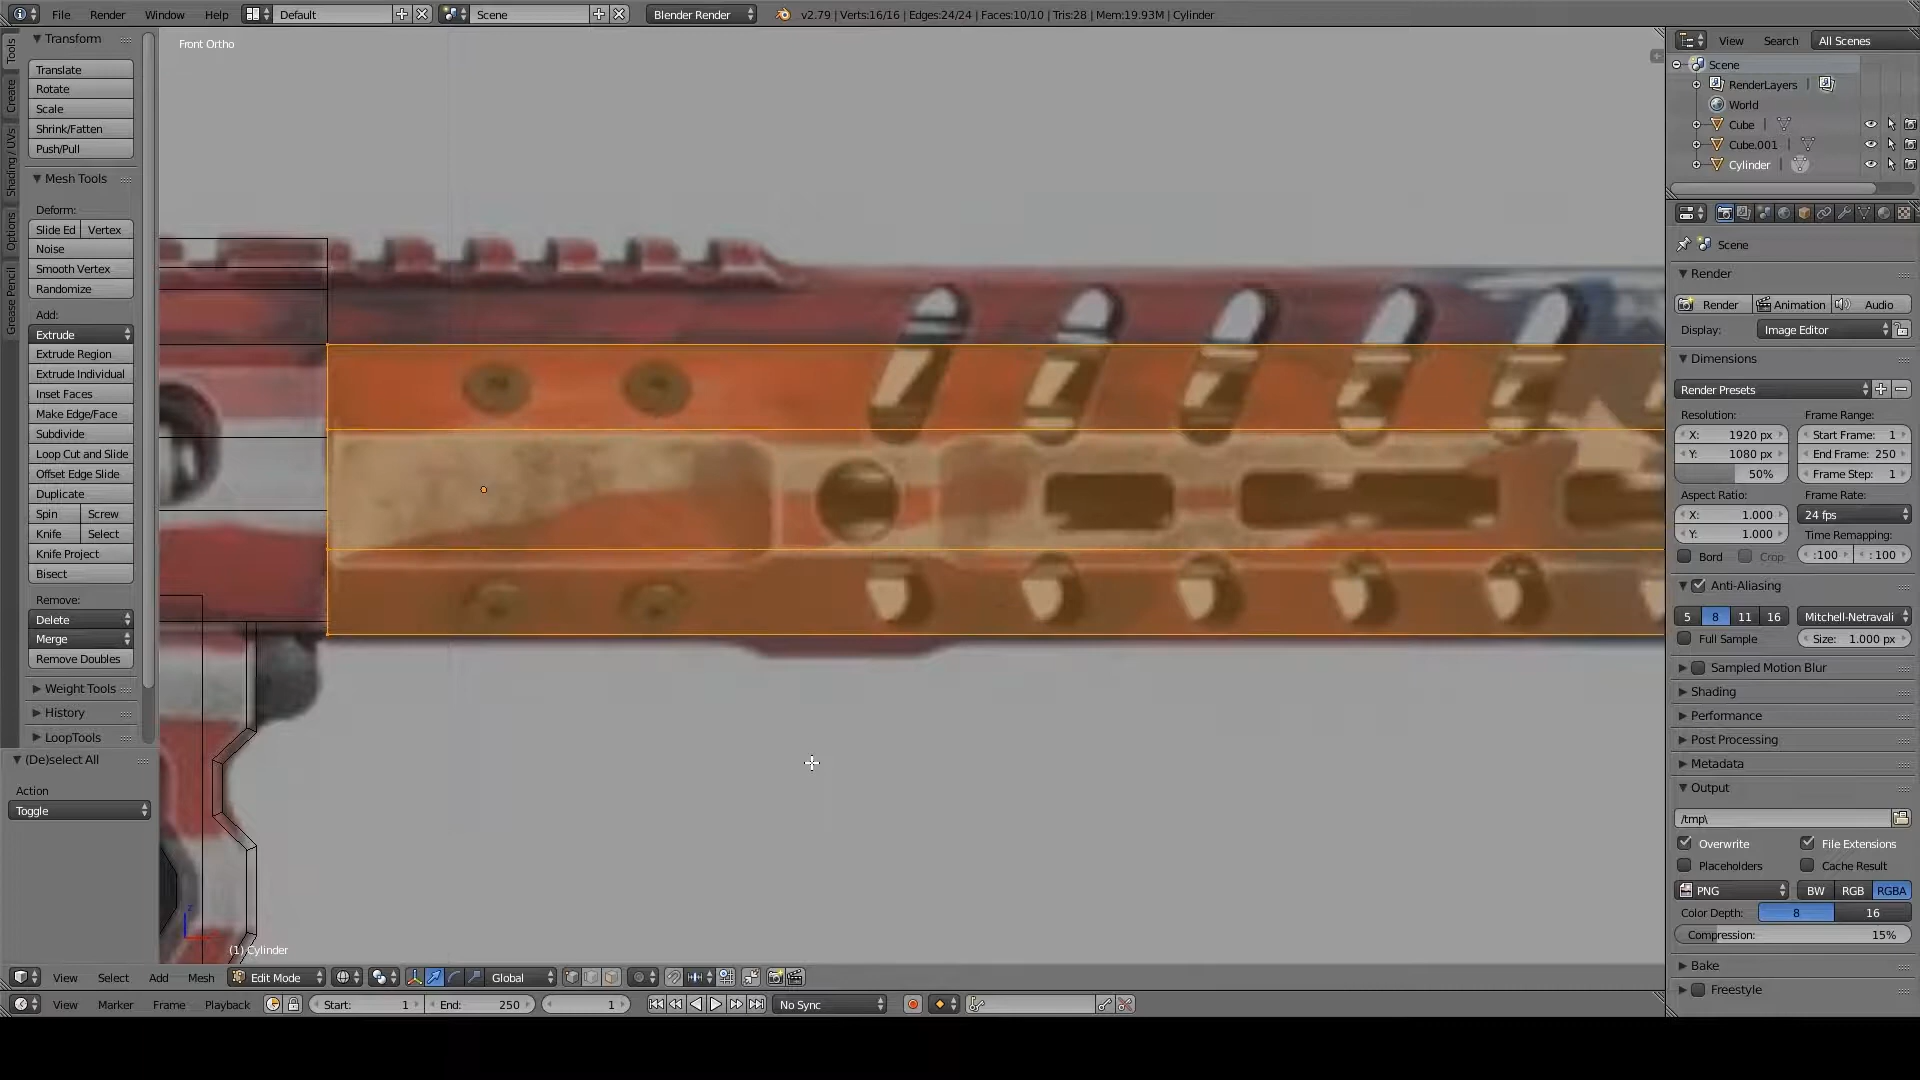 File Render Window Help Default Scene Blender Render v2.79 | Verts:16/16 | Edges:24/24 | Faces:10/10 | Tris:28 | Mem:19.93M | Cylinder
Front Ortho
Tools
Create
Shading / UVs
Options
Grease Pencil
Transform
Translate
Rotate
Scale
Shrink/Fatten
Push/Pull
Mesh Tools
Deform:
Slide Ed Vertex
Noise
Smooth Vertex
Randomize
Add:
Extrude
Extrude Region
Extrude Individual
Inset Faces
Make Edge/Face
Subdivide
Loop Cut and Slide
Offset Edge Slide
Duplicate
Spin Screw
Knife Select
Knife Project
Bisect
Remove:
Delete
Merge
Remove Doubles
Weight Tools
History
LoopTools
(De)select All
Action
Toggle
z
(1) Cylinder
View Select Add Mesh Edit Mode Global
View Marker Frame Playback Start: 1 End: 250 1 No Sync
View Search All Scenes
Scene
RenderLayers
World
Cube
Cube.001
Cylinder
Scene
Render
Render Animation Audio
Display: Image Editor
Dimensions
Render Presets
Resolution: Frame Range:
X: 1920 px Start Frame: 1
Y: 1080 px End Frame: 250
50% Frame Step: 1
Aspect Ratio: Frame Rate:
X: 1.000 24 fps
Y: 1.000 Time Remapping:
Bord Crop :100 : 100
Anti-Aliasing
5 8 11 16 Mitchell-Netravali
Full Sample Size: 1.000 px
Sampled Motion Blur
Shading
Performance
Post Processing
Metadata
Output
/tmp\
Overwrite File Extensions
Placeholders Cache Result
PNG BW RGB RGBA
Color Depth: 8 16
Compression: 15%
Bake
Freestyle